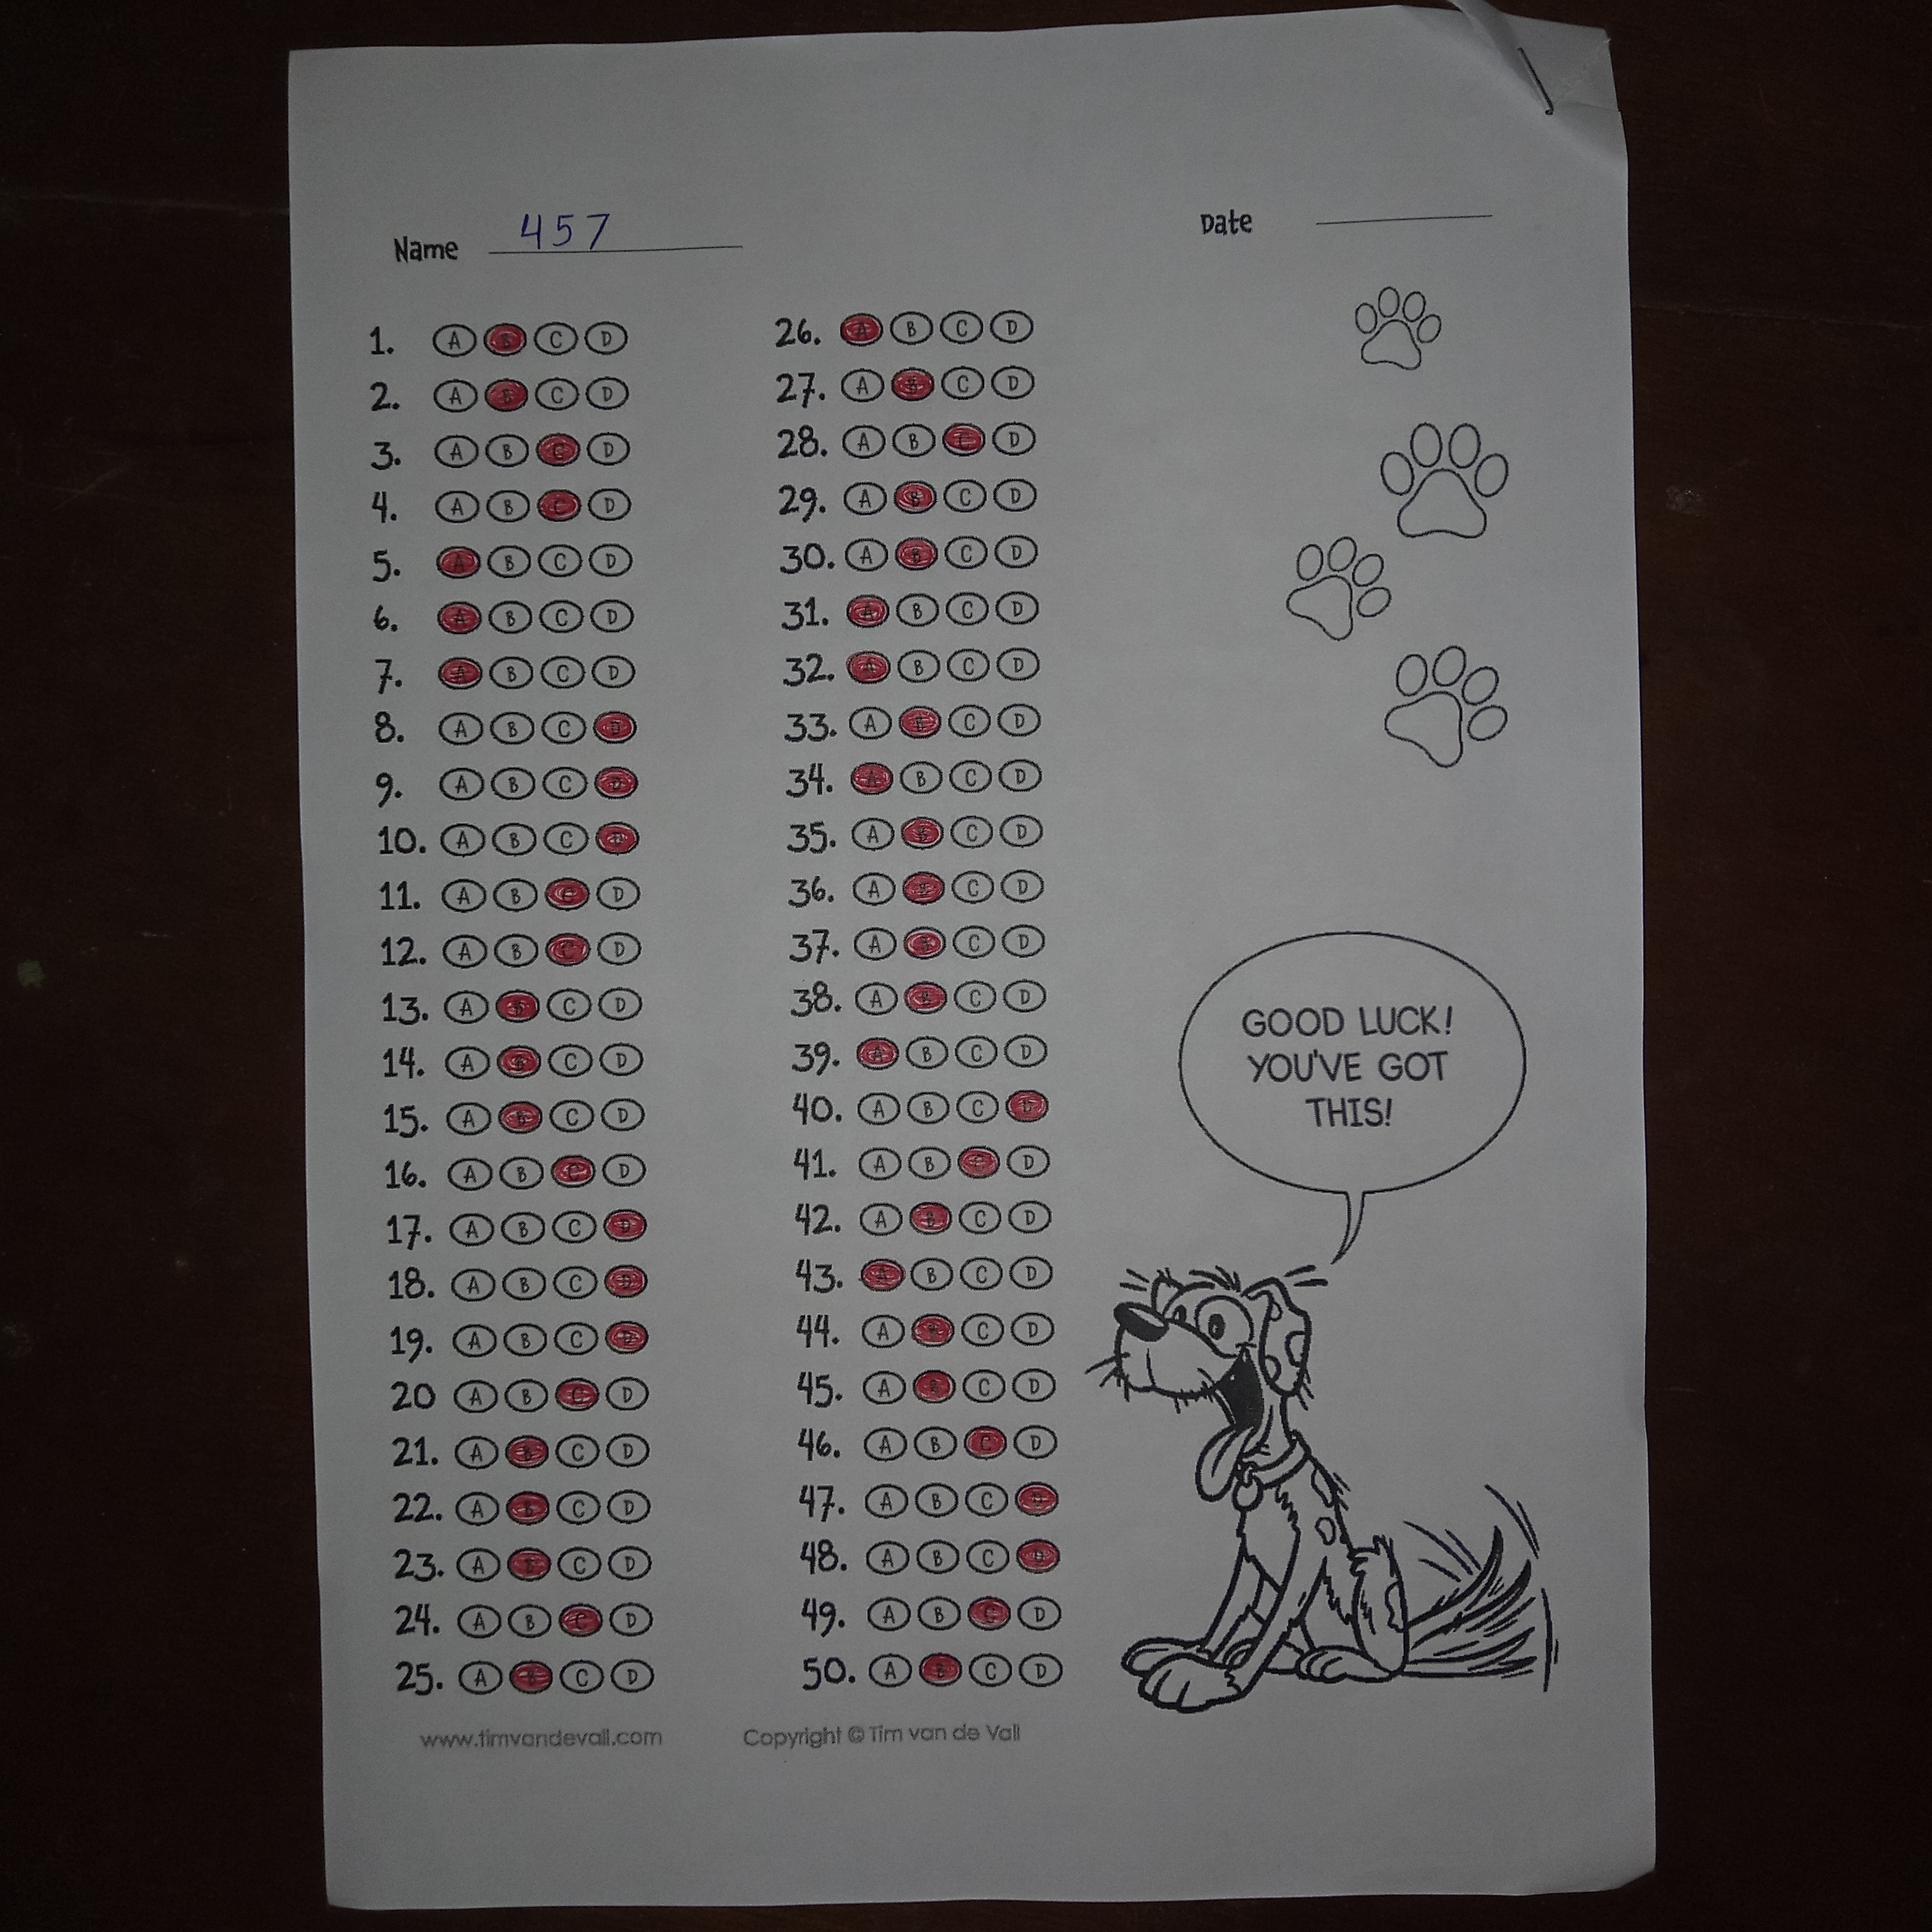 Name 457 Date
1. A B C D 26. A B C D
2. A B C D 27. A B C D
3. A B C D 28. A B C D
4. A B C D 29. A B C D
5. A B C D 30. A B C D
6. A B C D 31. A B C D
7. A B C D 32. A B C D
8. A B C D 33. A B C D
9. A B C D 34. A B C D
10. A B C D 35. A B C D
11. A B C D 36. A B C D
12. A B C D 37. A B C D
13. A B C D 38. A B C D
14. A B C D 39. A B C D
15. A B C D 40. A B C D
16. A B C D 41. A B C D
17. A B C D 42. A B C D
18. A B C D 43. A B C D
19. A B C D 44. A B C D
20 A B C D 45. A B C D
21. A B C D 46. A B C D
22. A B C D 47. A B C D
23. A B C D 48. A B C D
24. A B C D 49. A B C D
25. A B C D 50. A B C D
GOOD LUCK!
YOU'VE GOT
THIS!
www.timvandevall.com Copyright © Tim van de Vall